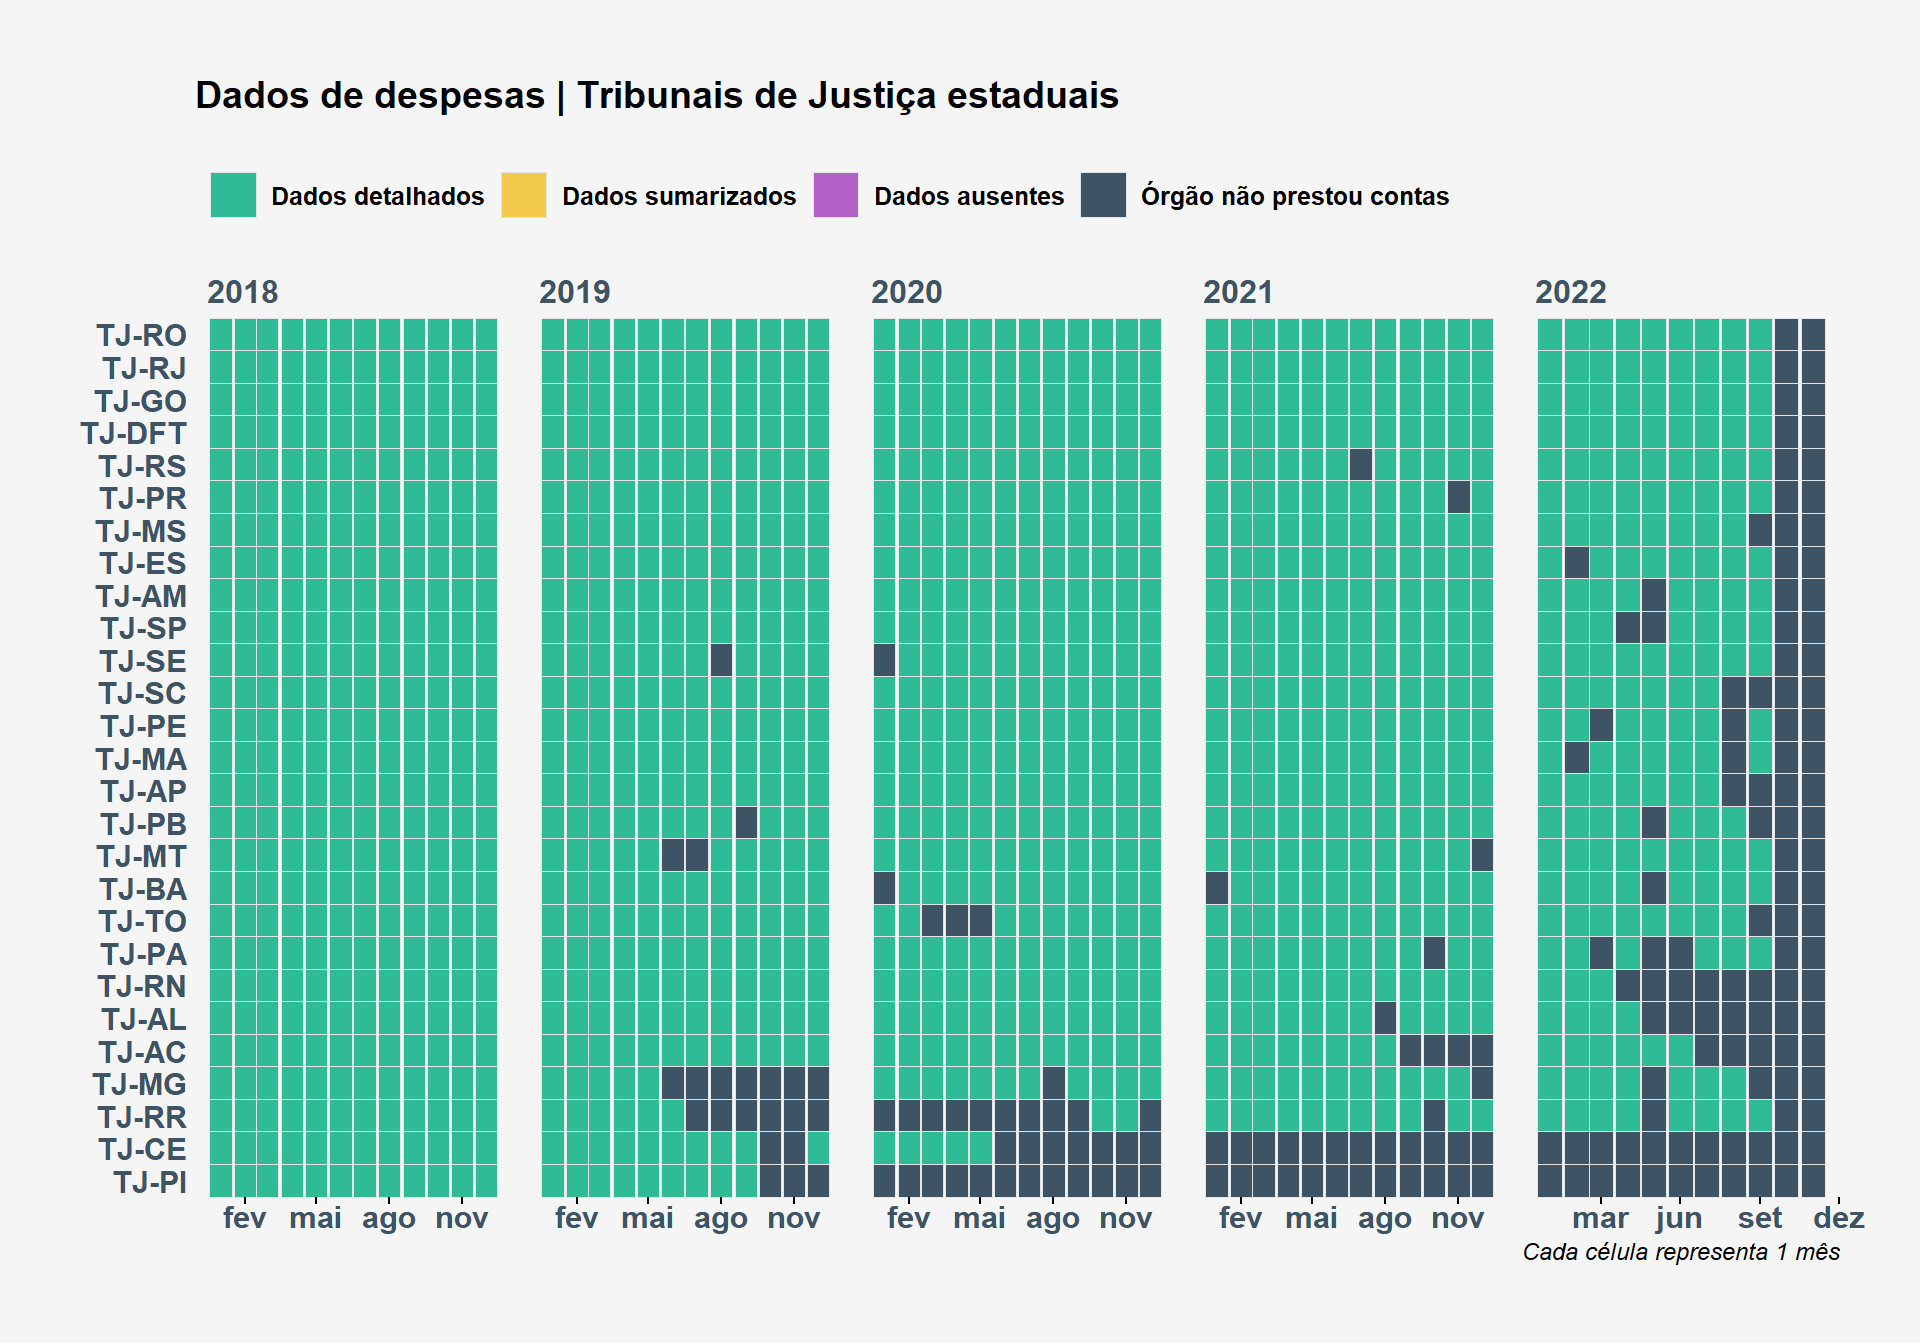 Dados de despesas | Tribunais de Justiça estaduais
Dados detalhados Dados sumarizados Dados ausentes Órgão não prestou contas
2018 2019 2020 2021 2022
TJ-RO
TJ-RJ
TJ-GO
TJ-DFT
TJ-RS
TJ-PR
TJ-MS
TJ-ES
TJ-AM
TJ-SP
TJ-SE
TJ-SC
TJ-PE
TJ-MA
TJ-AP
TJ-PB
TJ-MT
TJ-BA
TJ-TO
TJ-PA
TJ-RN
TJ-AL
TJ-AC
TJ-MG
TJ-RR
TJ-CE
TJ-PI
fev mai ago nov fev mai ago nov fev mai ago nov fev mai ago nov mar jun set dez
Cada célula representa 1 mês